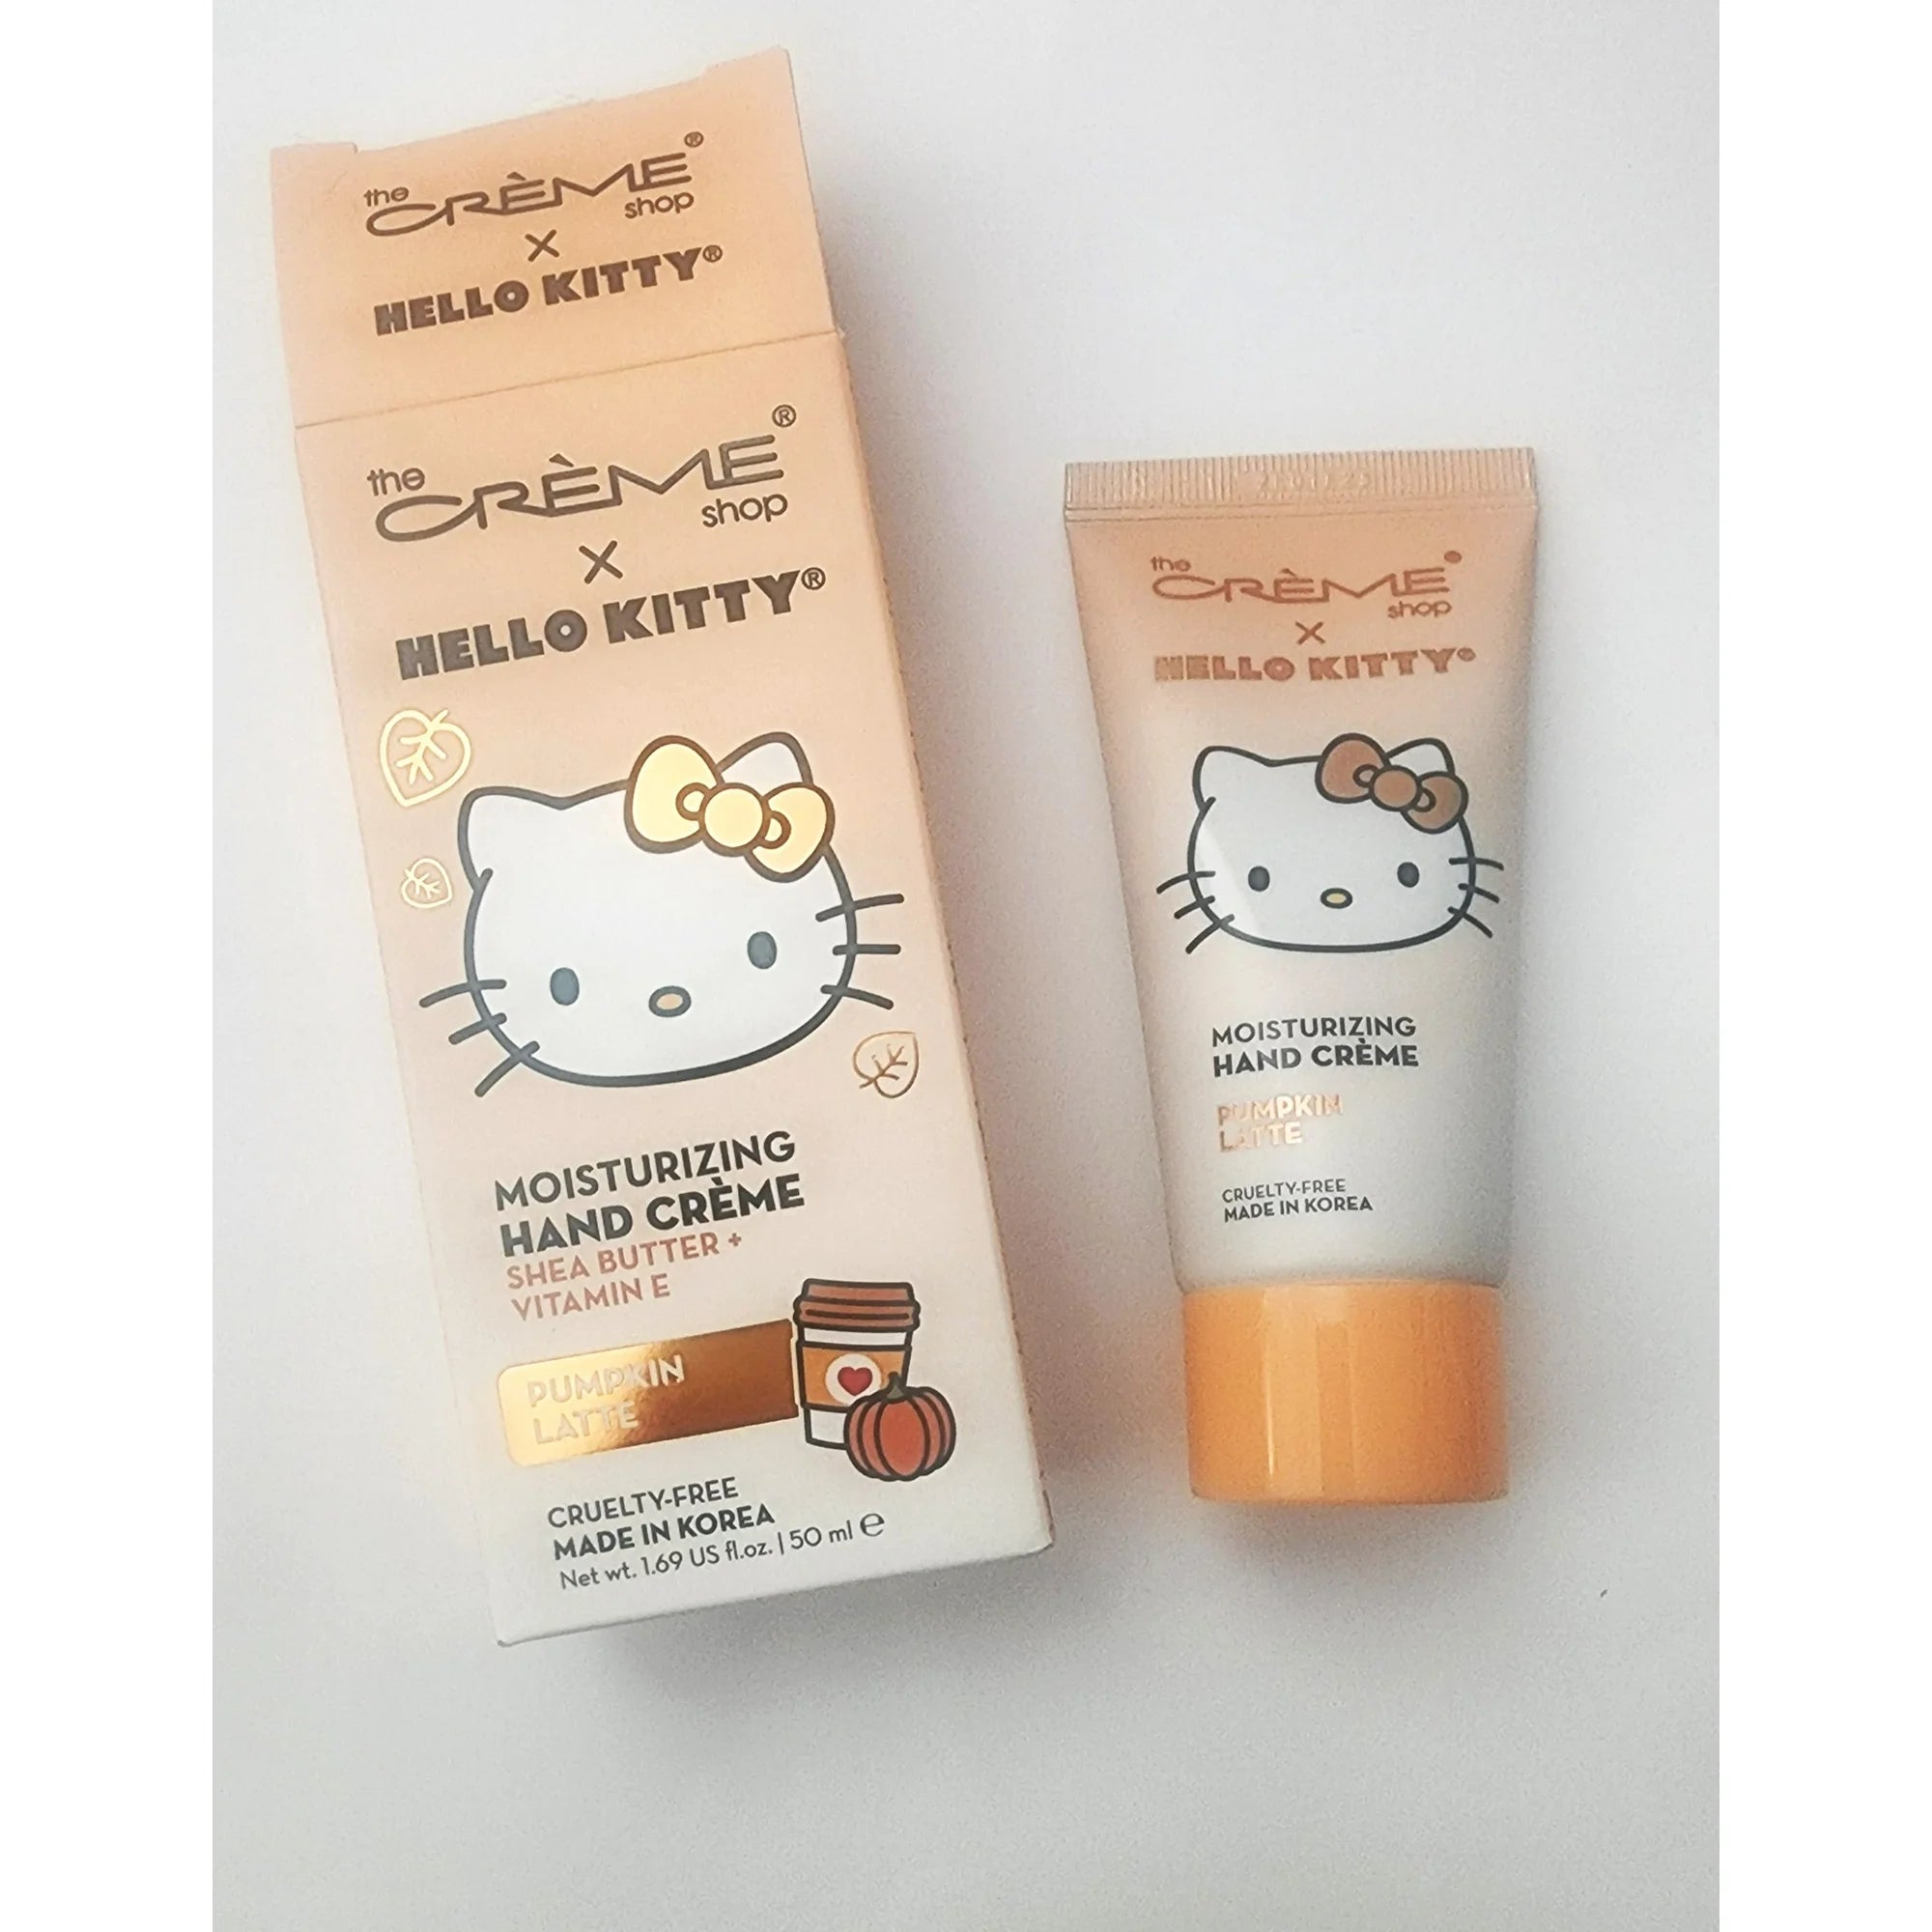 the
CRÈME®
shop
×
HELLO KITTY®
the
CRÈME®
shop
×
HELLO KITTY®
MOISTURIZING
HAND CRÈME
SHEA BUTTER +
VITAMIN E
PUMPKIN
LATTE
CRUELTY-FREE
MADE IN KOREA
Net wt. 1.69 US fl.oz. | 50 ml ℮
the
CRÈME®
shop
×
HELLO KITTY®
MOISTURIZING
HAND CRÈME
PUMPKIN
LATTE
CRUELTY-FREE
MADE IN KOREA